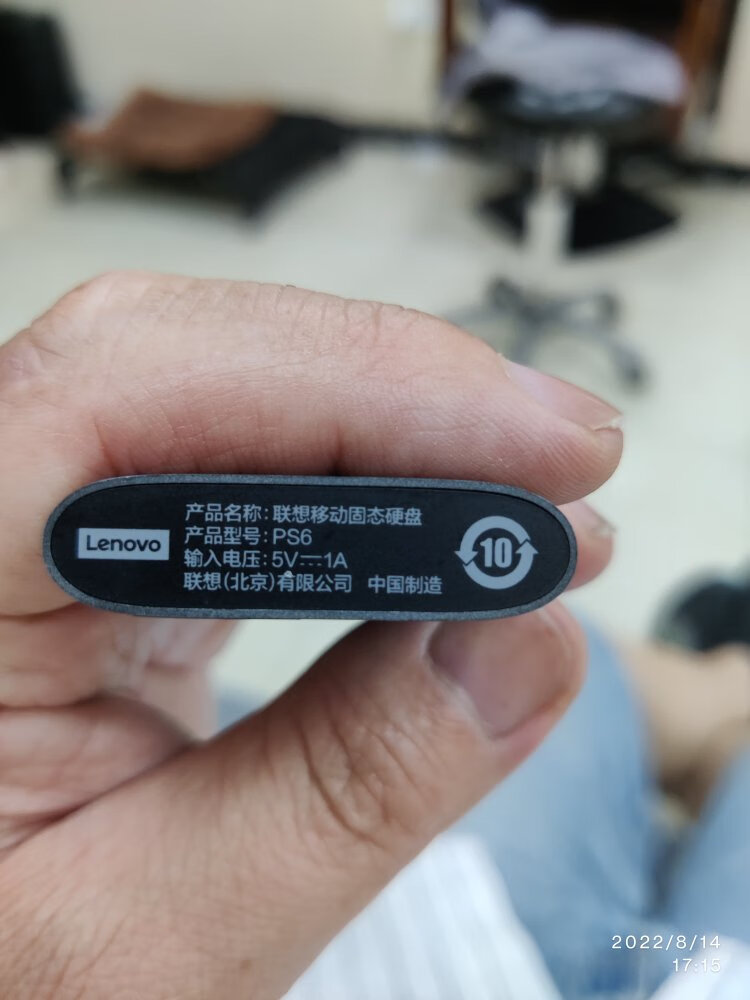 Lenovo
产品名称:联想移动固态硬盘
产品型号:PS6
输入电压:5V⎓1A
联想(北京)有限公司 中国制造
10
2022/8/14
17:15